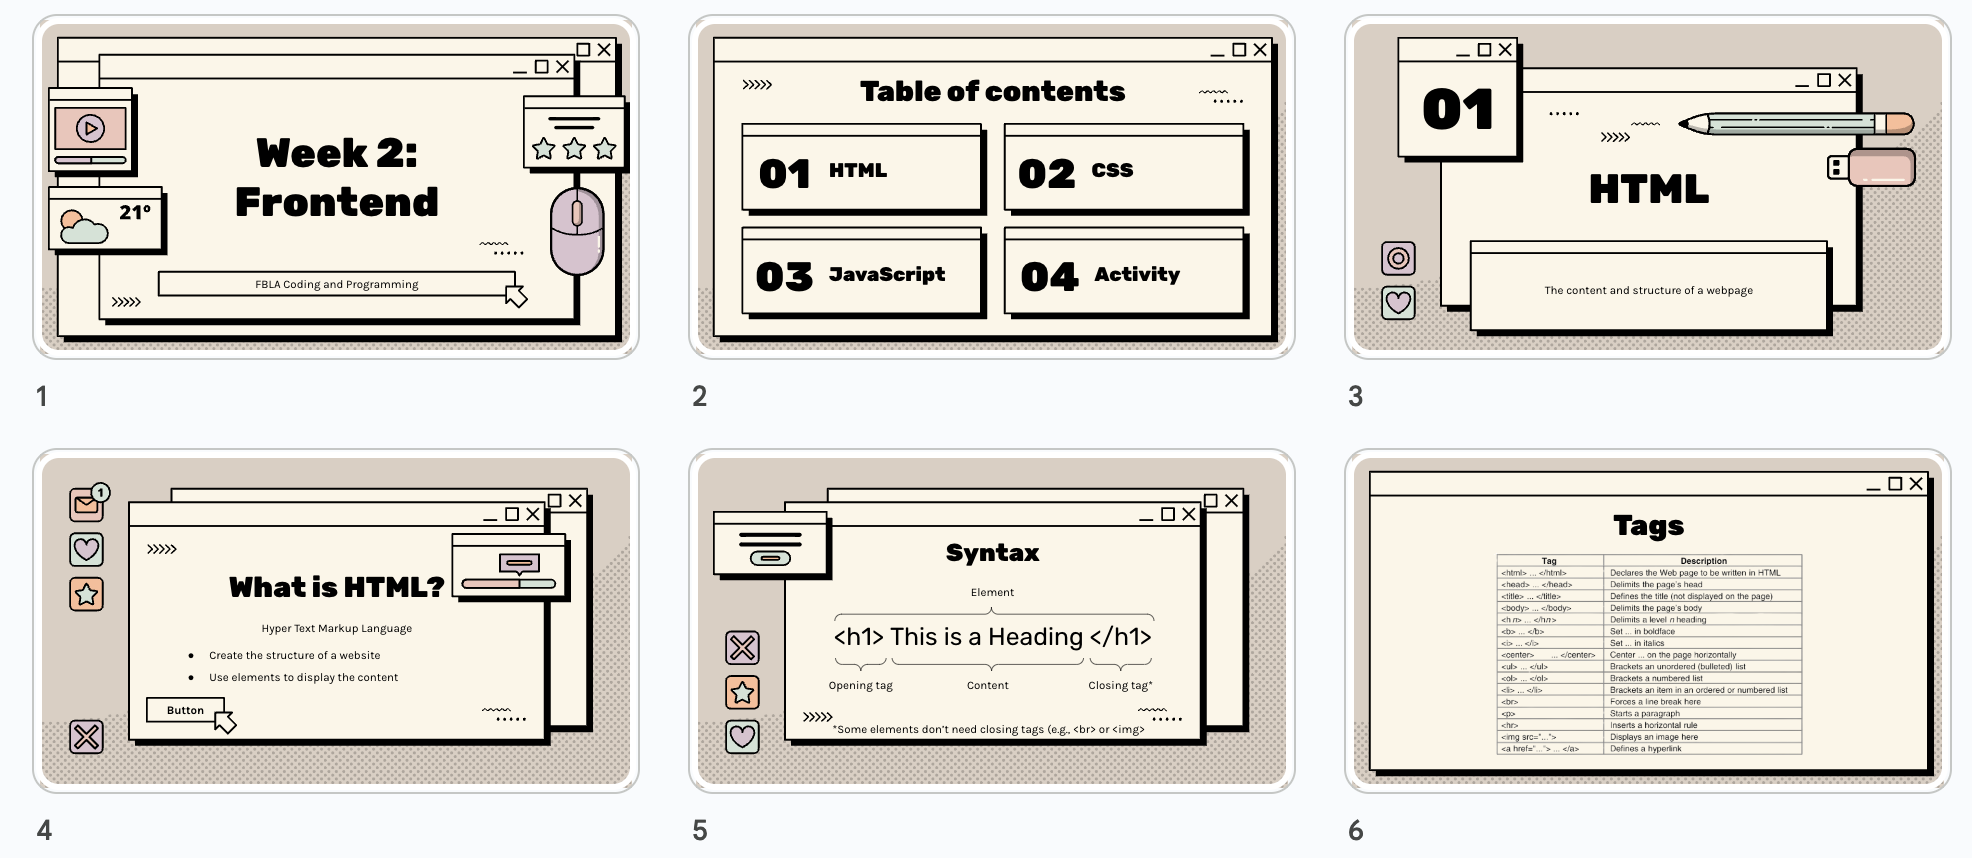 Week 2:
Frontend
21°
FBLA Coding and Programming
1
Table of contents
01 HTML
02 CSS
03 JavaScript
04 Activity
2
01
HTML
The content and structure of a webpage
3
1
What is HTML?
Hyper Text Markup Language
● Create the structure of a website
● Use elements to display the content
Button
4
Syntax
Element
<h1> This is a Heading </h1>
Opening tag Content Closing tag*
*Some elements don't need closing tags (e.g., <br> or <img>
5
Tags
Tag Description
<html> ... </html> Declares the Web page to be written in HTML
<head> ... </head> Delimits the page's head
<title> ... </title> Defines the title (not displayed on the page)
<body> ... </body> Delimits the page's body
<h n> ... </h n> Delimits a level n heading
<b> ... </b> Set ... in boldface
<i> ... </i> Set ... in italics
<center> ... </center> Center ... on the page horizontally
<ul> ... </ul> Brackets an unordered (bulleted) list
<ol> ... </ol> Brackets a numbered list
<li> ... </li> Brackets an item in an ordered or numbered list
<br> Forces a line break here
<p> Starts a paragraph
<hr> Inserts a horizontal rule
<img src="..."> Displays an image here
<a href="..."> ... </a> Defines a hyperlink
6